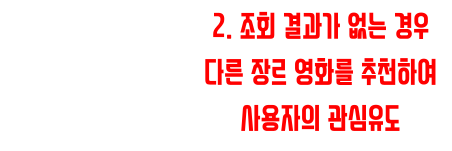 2. 조회 결과가 없는 경우
다른 장르 영화를 추천하여
사용자의 관심유도